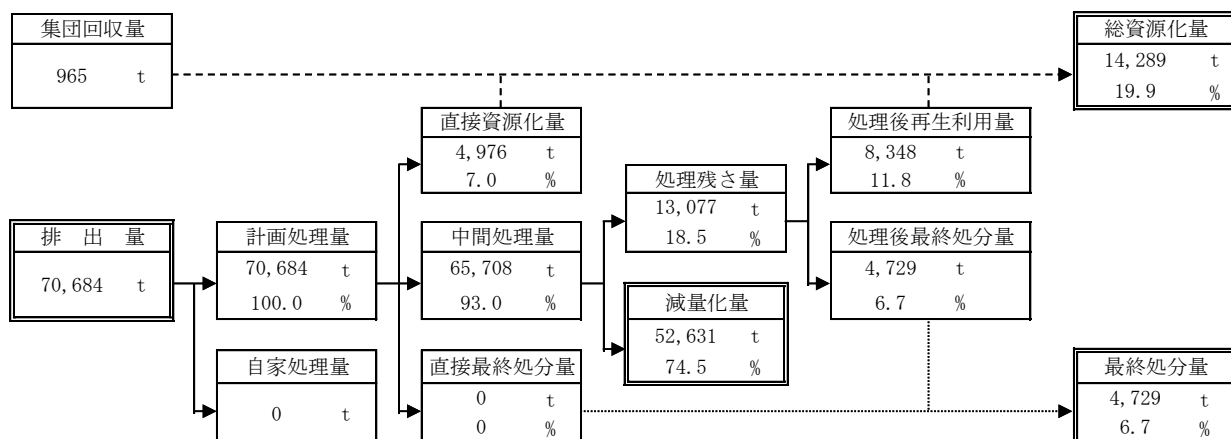 集団回収量
965 t
総資源化量
14,289 t
19.9 %
直接資源化量
4,976 t
7.0 %
処理後再生利用量
8,348 t
11.8 %
処理残さ量
13,077 t
18.5 %
排 出 量
70,684 t
計画処理量
70,684 t
100.0 %
中間処理量
65,708 t
93.0 %
処理後最終処分量
4,729 t
6.7 %
減量化量
52,631 t
74.5 %
自家処理量
0 t
直接最終処分量
0 t
0 %
最終処分量
4,729 t
6.7 %